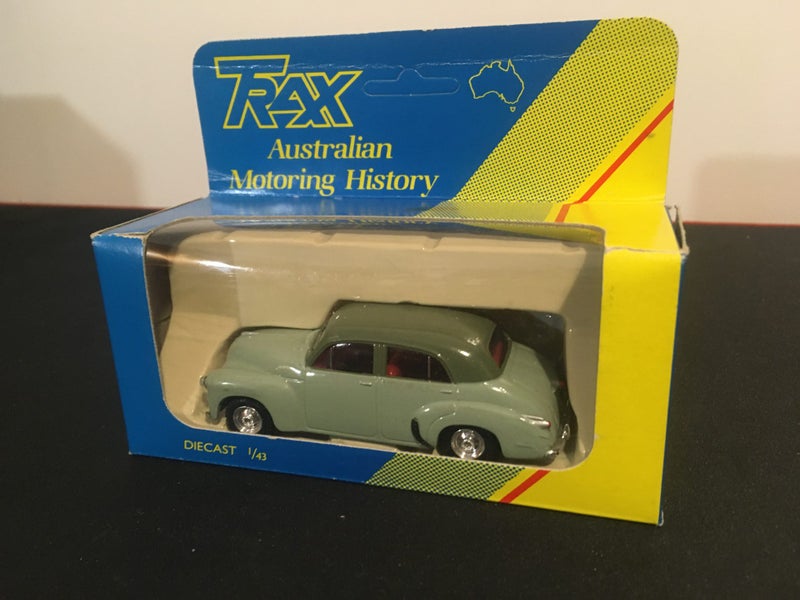 TRAX
Australian
Motoring History
DIECAST 1/43